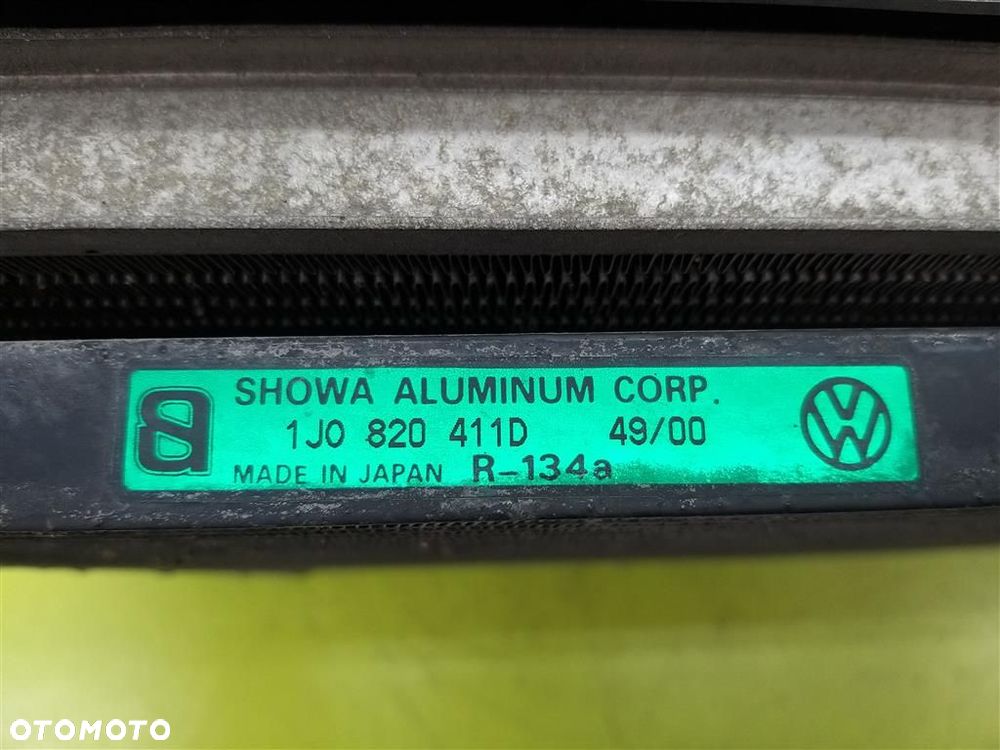 SHOWA ALUMINUM CORP.
1J0 820 411D 49/00
MADE IN JAPAN R-134a
OTOMOTO